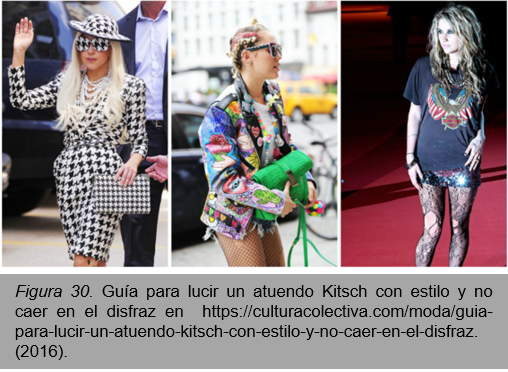 Figura 30. Guía para lucir un atuendo Kitsch con estilo y no
caer en el disfraz en https://culturacolectiva.com/moda/guia-
para-lucir-un-atuendo-kitsch-con-estilo-y-no-caer-en-el-disfraz.
(2016).